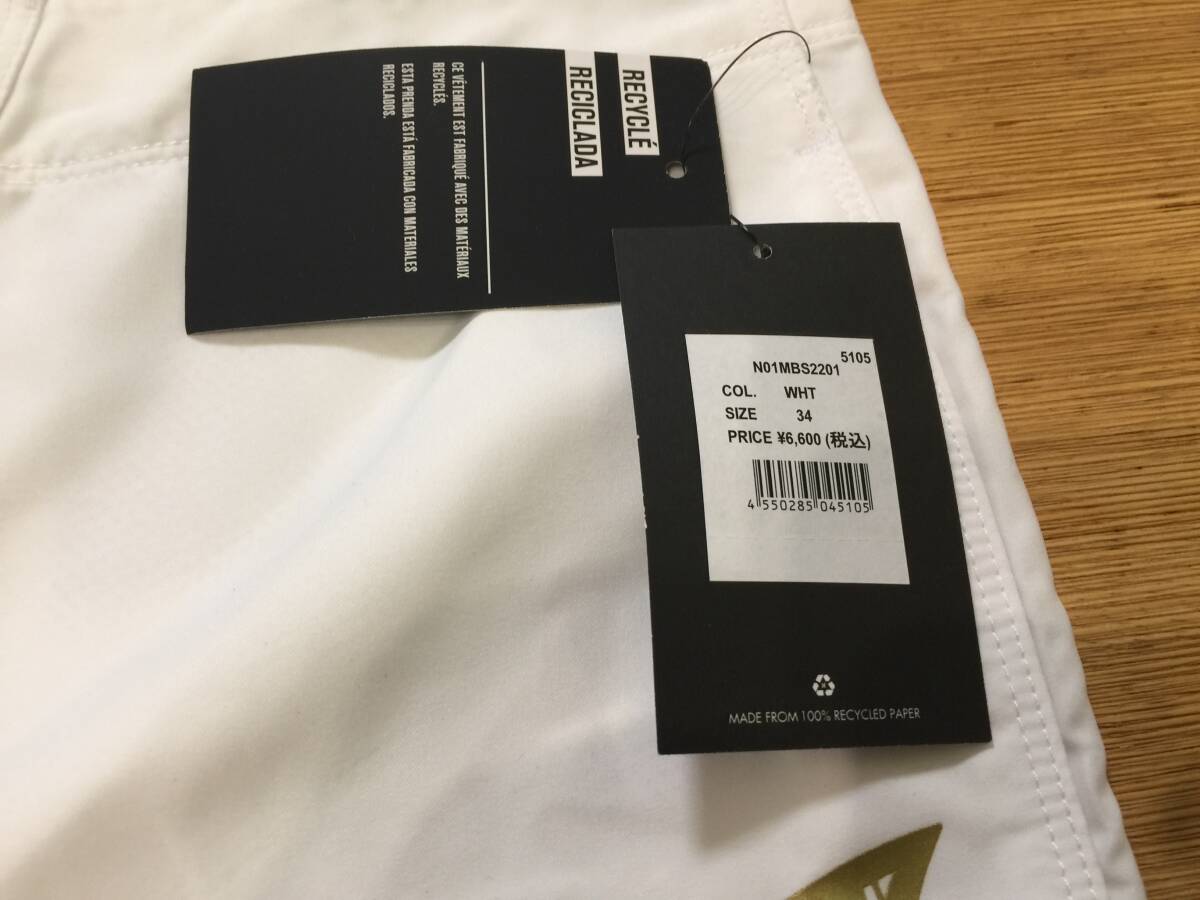 RECYCLÉ
RECICLADA
CE VÊTEMENT EST FABRIQUÉ AVEC DES MATÉRIAUX
RECYCLÉS.
ESTA PRENDA ESTÁ FABRICADA CON MATERIALES
RECICLADOS.
5105
N01MBS2201
COL. WHT
SIZE 34
PRICE ¥6,600 (税込)
4 550285 045105
MADE FROM 100% RECYCLED PAPER